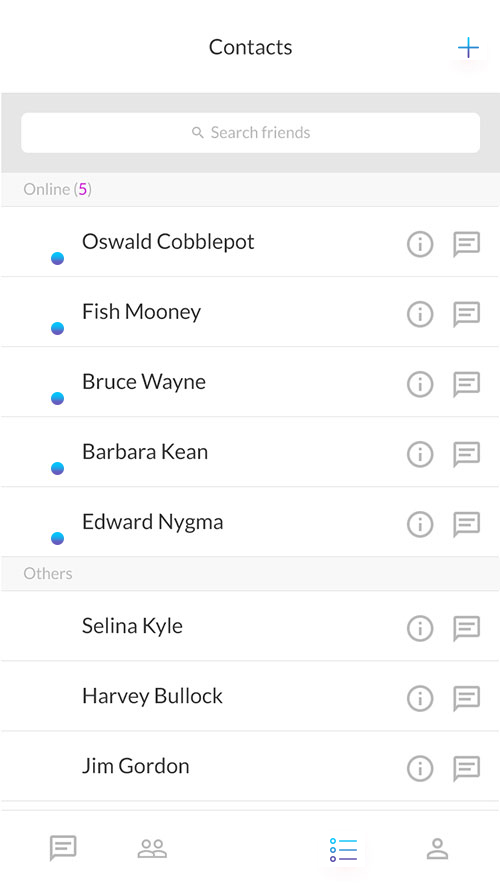 Contacts
Search friends
Online (5)
Oswald Cobblepot
Fish Mooney
Bruce Wayne
Barbara Kean
Edward Nygma
Others
Selina Kyle
Harvey Bullock
Jim Gordon